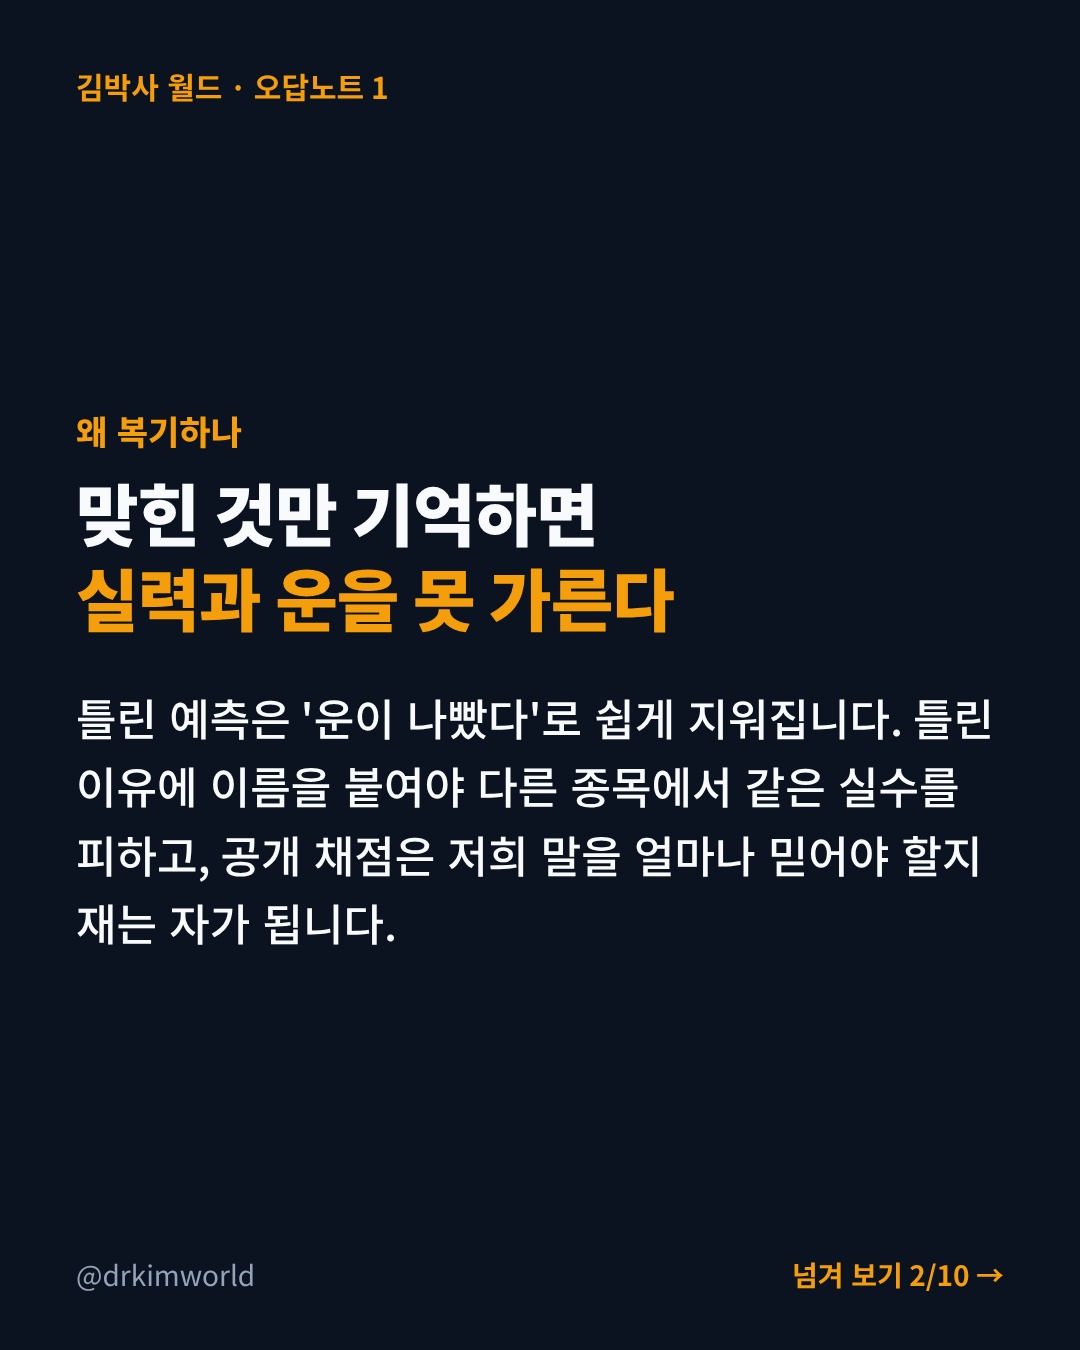 김박사 월드 · 오답노트 1
왜 복기하나
맞힌 것만 기억하면
실력과 운을 못 가른다
틀린 예측은 '운이 나빴다'로 쉽게 지워집니다. 틀린
이유에 이름을 붙여야 다른 종목에서 같은 실수를
피하고, 공개 채점은 저희 말을 얼마나 믿어야 할지
재는 자가 됩니다.
@drkimworld
넘겨 보기 2/10 →